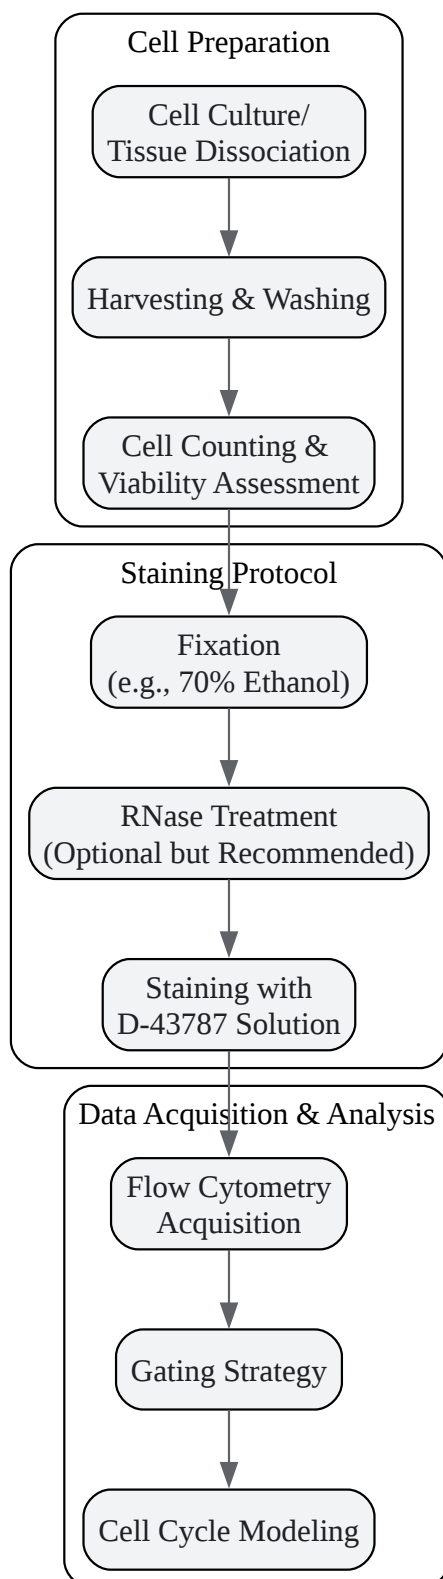 Cell Preparation
Cell Culture/
Tissue Dissociation
Harvesting & Washing
Cell Counting &
Viability Assessment
Staining Protocol
Fixation
(e.g., 70% Ethanol)
RNase Treatment
(Optional but Recommended)
Staining with
D-43787 Solution
Data Acquisition & Analysis
Flow Cytometry
Acquisition
Gating Strategy
Cell Cycle Modeling